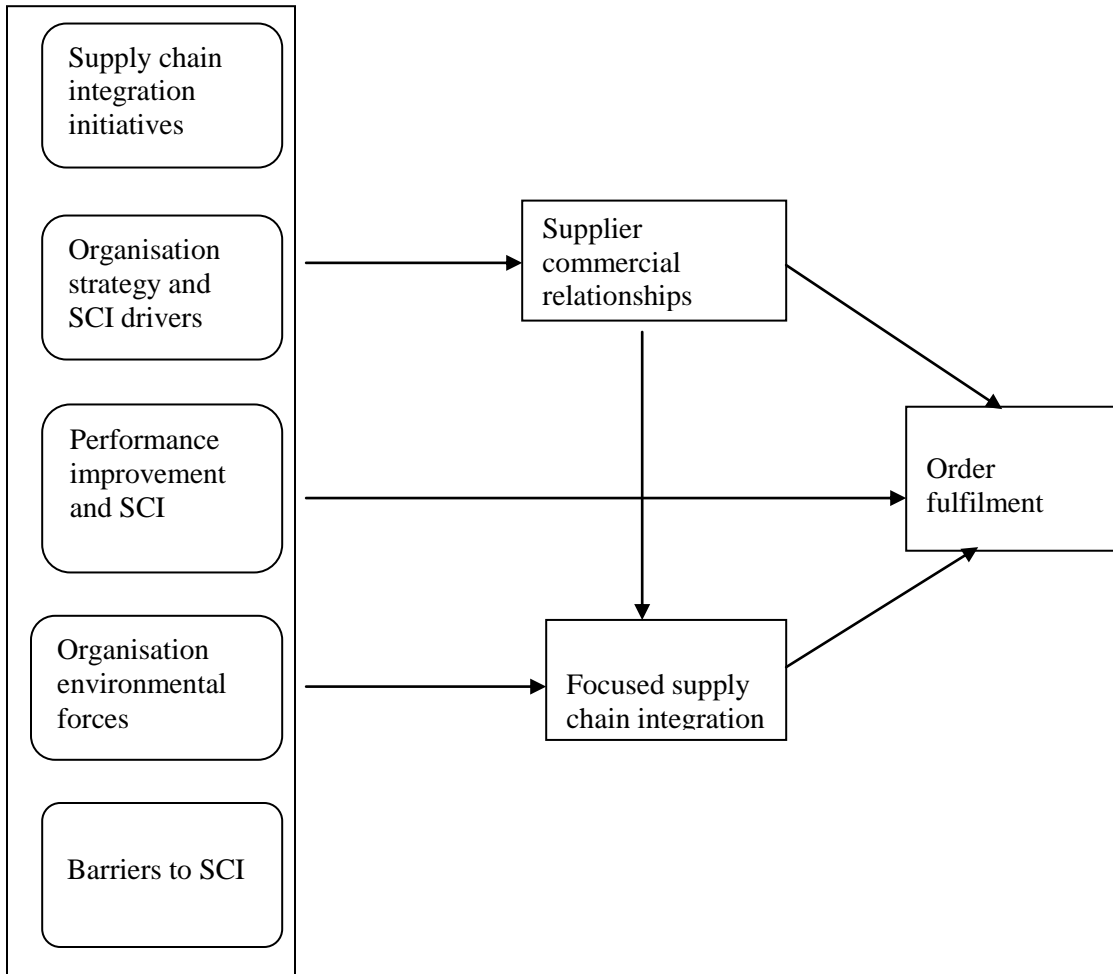 Supply chain
integration
initiatives
Organisation
strategy and
SCI drivers
Supplier
commercial
relationships
Performance
improvement
and SCI
Order
fulfilment
Organisation
environmental
forces
Focused supply
chain integration
Barriers to SCI